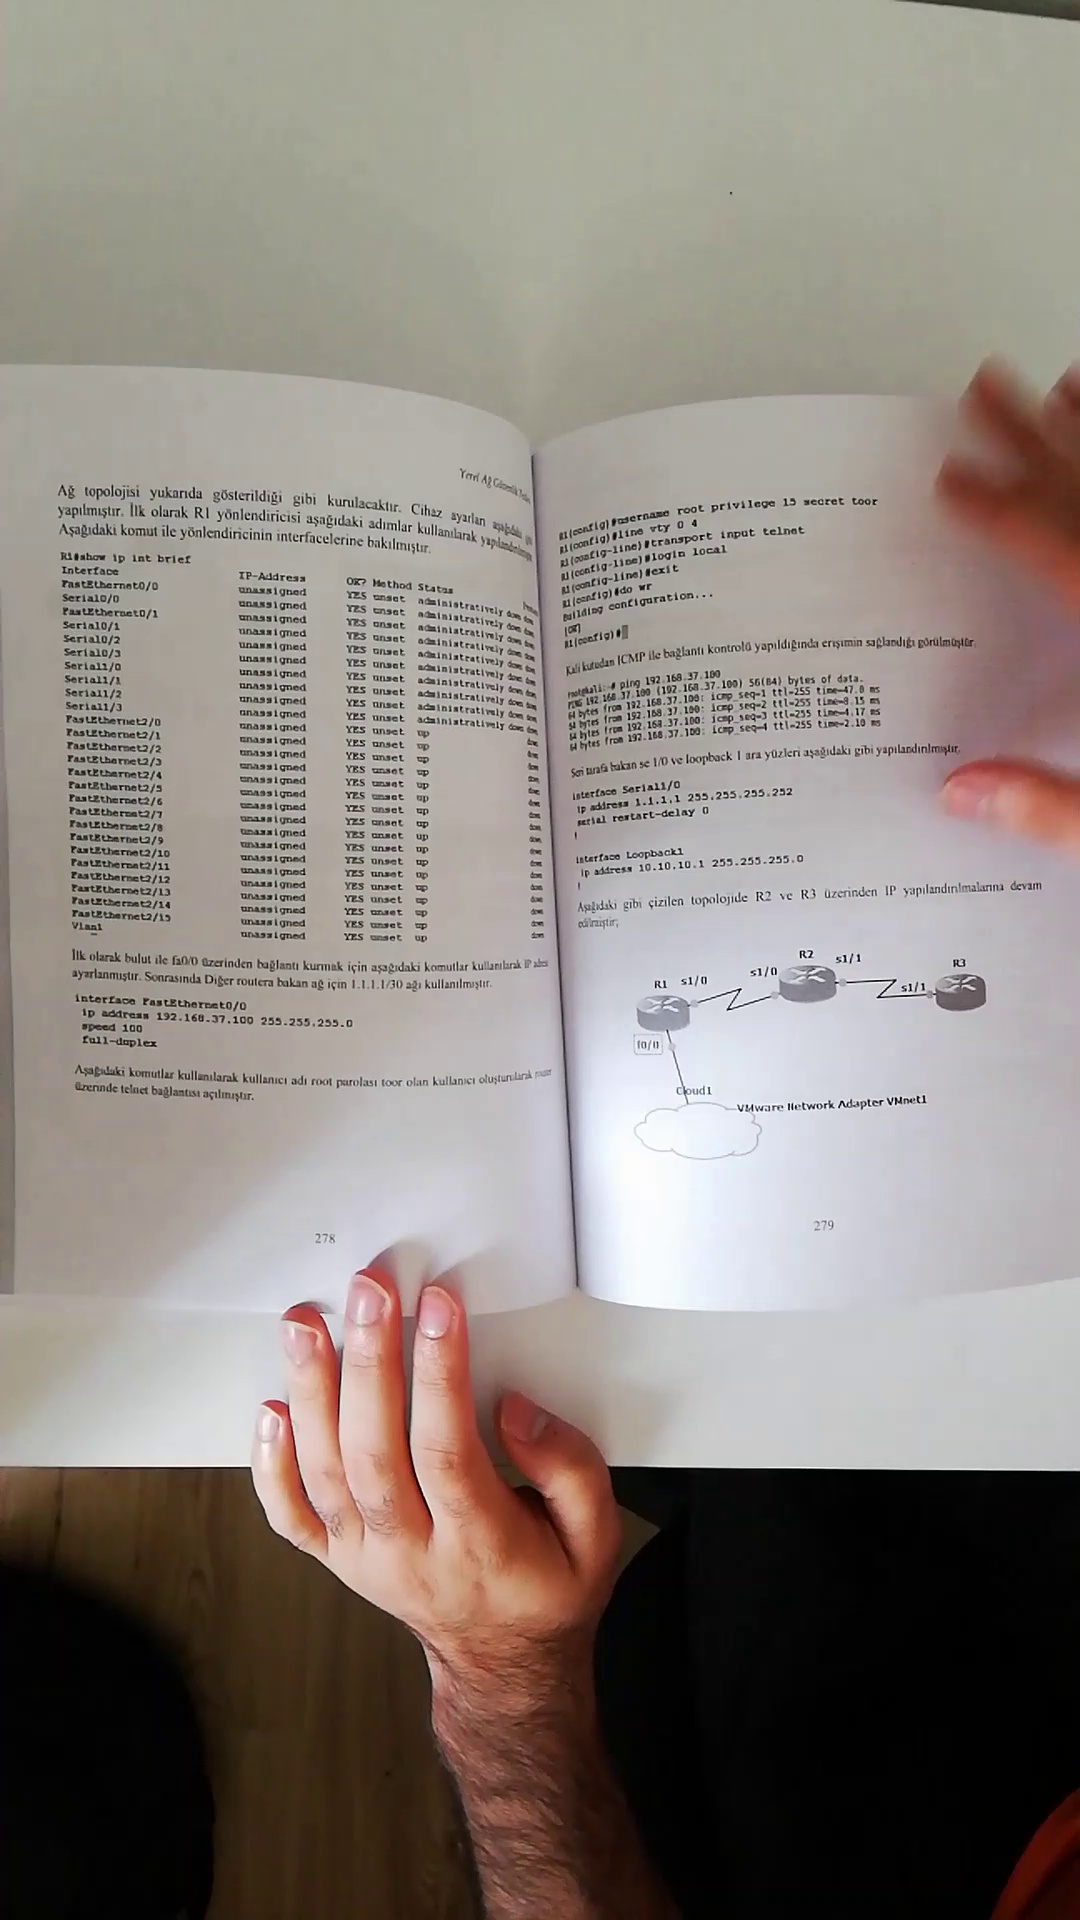 Yerel Ağ Güvenlik
Ağ topolojisi yukarıda gösterildiği gibi kurulacaktır. Cihaz ayarları aşağıdaki gibi
yapılmıştır. İlk olarak R1 yönlendiricisi aşağıdaki adımlar kullanılarak yapılandırılmıştır.
Aşağıdaki komut ile yönlendiricinin interfacelerine bakılmıştır.
R1#show ip int brief
Interface IP-Address OK? Method Status
FastEthernet0/0 unassigned YES unset administratively down down
Serial0/0 unassigned YES unset administratively down down
FastEthernet0/1 unassigned YES unset administratively down down
Serial0/1 unassigned YES unset administratively down down
Serial0/2 unassigned YES unset administratively down down
Serial0/3 unassigned YES unset administratively down down
Serial1/0 unassigned YES unset administratively down down
Serial1/1 unassigned YES unset administratively down down
Serial1/2 unassigned YES unset administratively down down
Serial1/3 unassigned YES unset administratively down down
FastEthernet2/0 unassigned YES unset up down
FastEthernet2/1 unassigned YES unset up down
FastEthernet2/2 unassigned YES unset up down
FastEthernet2/3 unassigned YES unset up down
FastEthernet2/4 unassigned YES unset up down
FastEthernet2/5 unassigned YES unset up down
FastEthernet2/6 unassigned YES unset up down
FastEthernet2/7 unassigned YES unset up down
FastEthernet2/8 unassigned YES unset up down
FastEthernet2/9 unassigned YES unset up down
FastEthernet2/10 unassigned YES unset up down
FastEthernet2/11 unassigned YES unset up down
FastEthernet2/12 unassigned YES unset up down
FastEthernet2/13 unassigned YES unset up down
FastEthernet2/14 unassigned YES unset up down
FastEthernet2/15 unassigned YES unset up down
Vlan1 unassigned YES unset up down
İlk olarak bulut ile fa0/0 üzerinden bağlantı kurmak için aşağıdaki komutlar kullanılarak IP adres
ayarlanmıştır. Sonrasında Diğer routera bakan ağ için 1.1.1.1/30 ağı kullanılmıştır.
interface FastEthernet0/0
ip address 192.168.37.100 255.255.255.0
speed 100
full-duplex
Aşağıdaki komutlar kullanılarak kullanıcı adı root parolası toor olan kullanıcı oluşturularak router
üzerinde telnet bağlantısı açılmıştır.
278
R1(config)#username root privilege 15 secret toor
R1(config)#line vty 0 4
R1(config-line)#transport input telnet
R1(config-line)#login local
R1(config-line)#exit
R1(config)#do wr
Building configuration...
[OK]
R1(config)#
Kali kutudan ICMP ile bağlantı kontrolü yapıldığında erişimin sağlandığı görülmüştür.
root@kali:~# ping 192.168.37.100
PING 192.168.37.100 (192.168.37.100) 56(84) bytes of data.
64 bytes from 192.168.37.100: icmp_seq=1 ttl=255 time=47.0 ms
64 bytes from 192.168.37.100: icmp_seq=2 ttl=255 time=8.15 ms
64 bytes from 192.168.37.100: icmp_seq=3 ttl=255 time=4.17 ms
64 bytes from 192.168.37.100: icmp_seq=4 ttl=255 time=2.10 ms
Seri tarafa bakan se 1/0 ve loopback 1 ara yüzleri aşağıdaki gibi yapılandırılmıştır.
interface Serial1/0
ip address 1.1.1.1 255.255.255.252
serial restart-delay 0
!
interface Loopback1
ip address 10.10.10.1 255.255.255.0
!
Aşağıdaki gibi çizilen topolojide R2 ve R3 üzerinden IP yapılandırılmalarına devam
edilmiştir;
R1 s1/0 s1/0 R2 s1/1 s1/1 R3
f0/0
Cloud1
VMware Network Adapter VMnet1
279